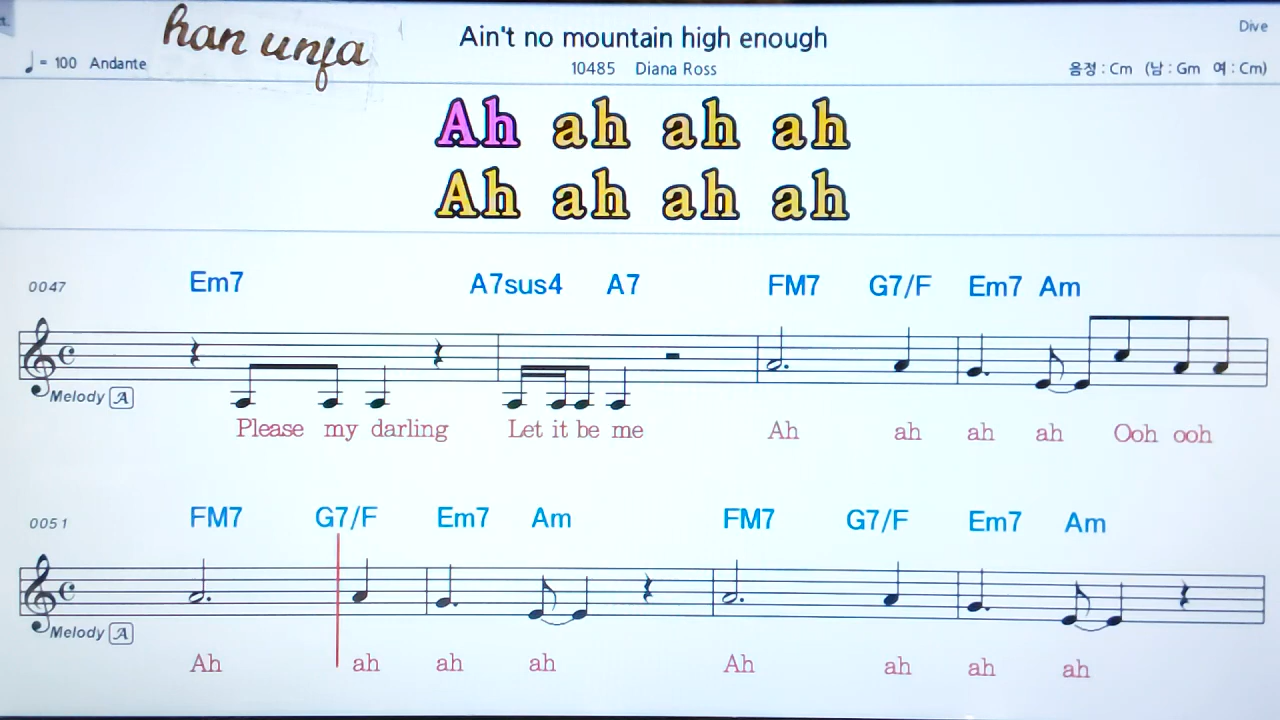 han unfa
Ain't no mountain high enough
Dive
♩ = 100 Andante
10485 Diana Ross
음정 : Cm (남 : Gm 여 : Cm)
Ah ah ah ah
Ah ah ah ah
0047
Em7 A7sus4 A7 FM7 G7/F Em7 Am
Melody A
Please my darling Let it be me Ah ah ah ah Ooh ooh
0051
FM7 G7/F Em7 Am FM7 G7/F Em7 Am
Melody A
Ah ah ah ah Ah ah ah ah